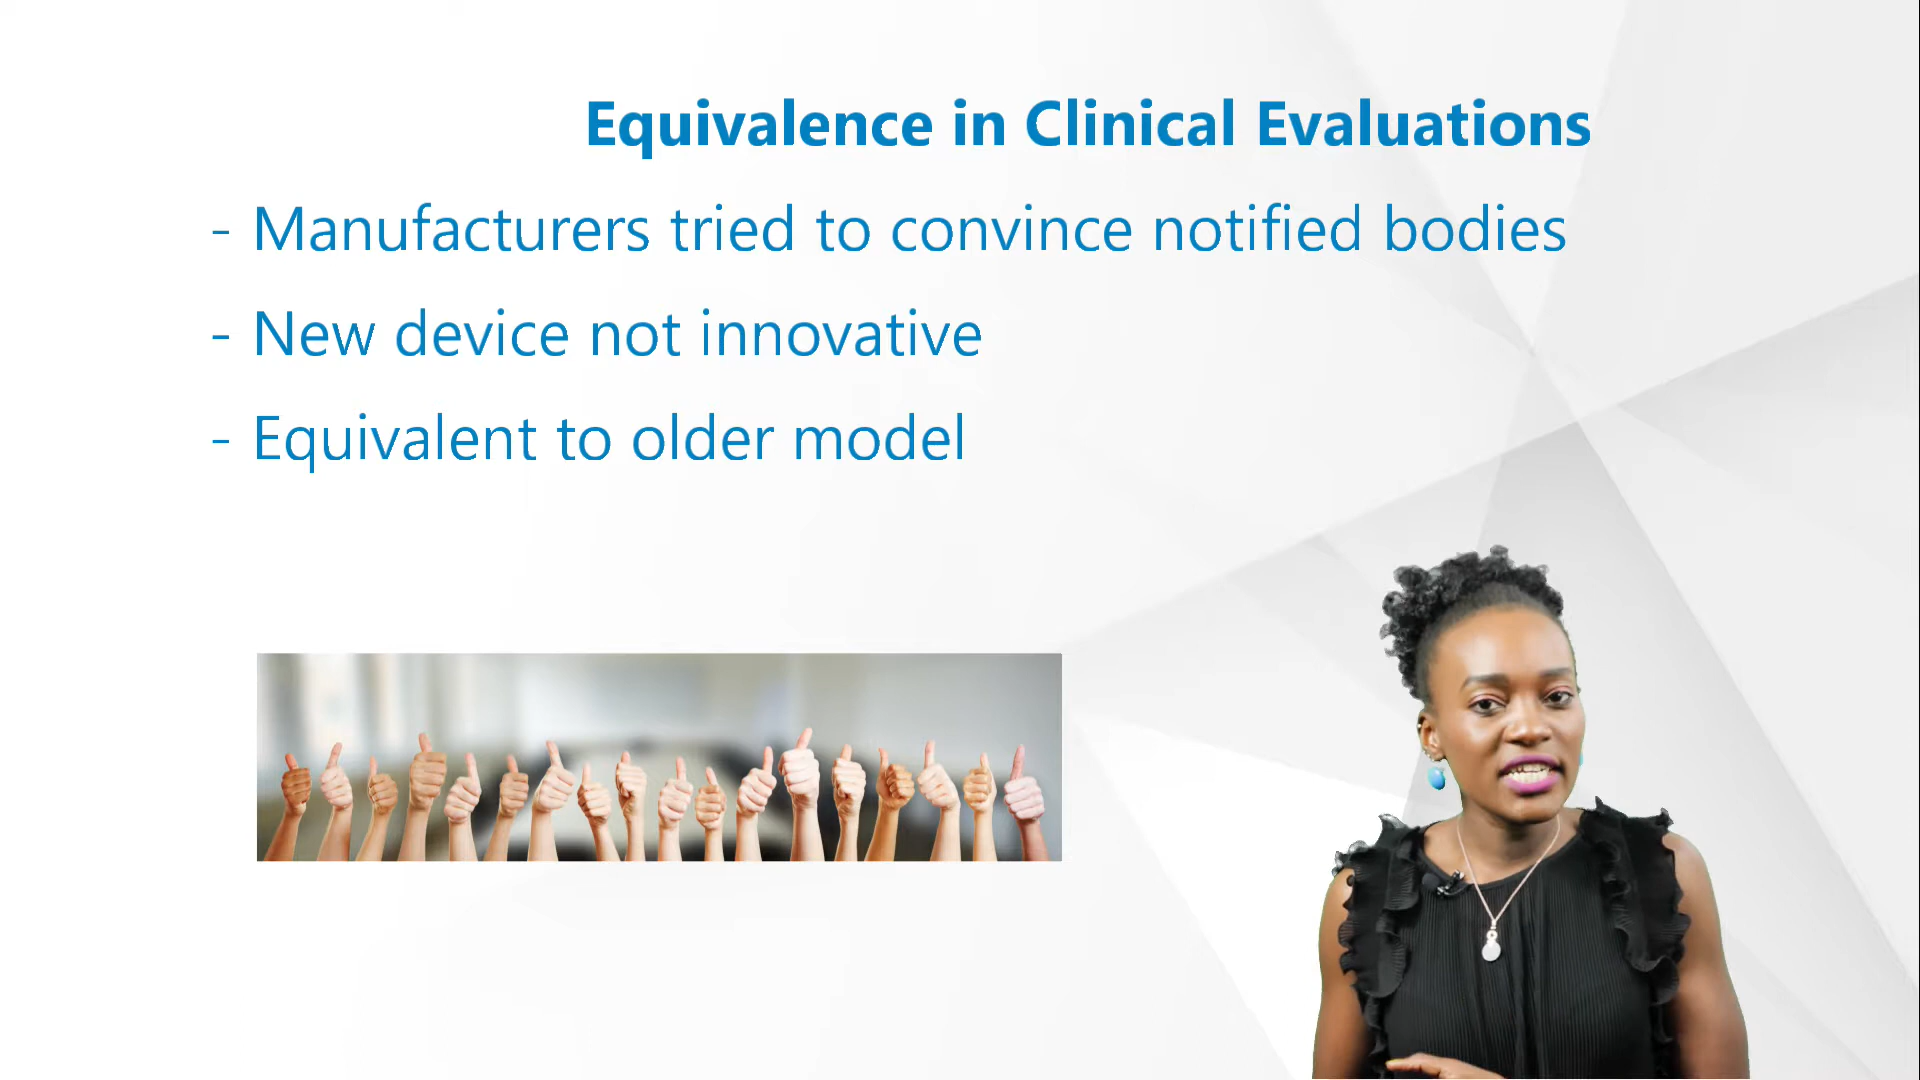 Equivalence in Clinical Evaluations
- Manufacturers tried to convince notified bodies
- New device not innovative
- Equivalent to older model